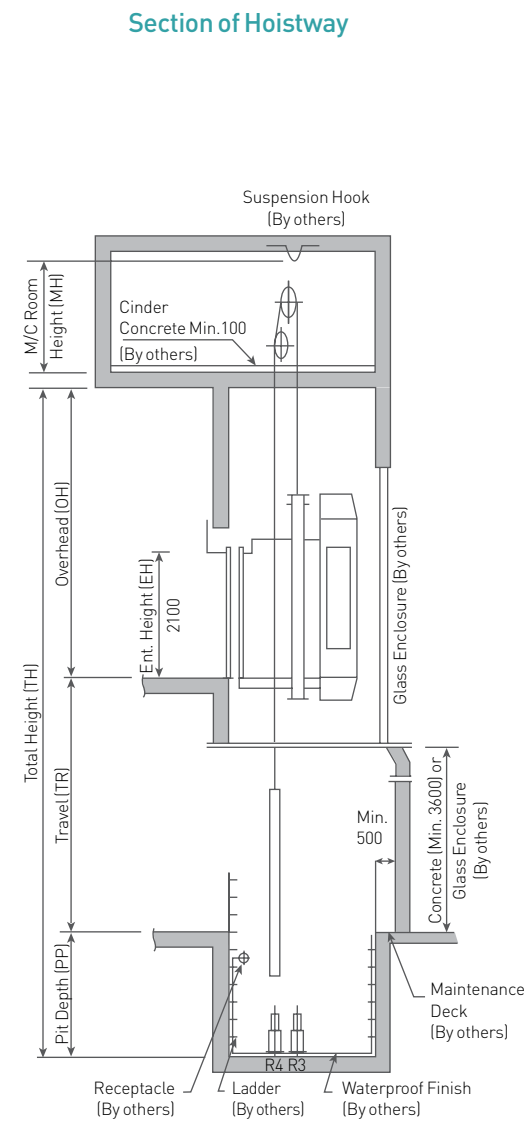 Section of Hoistway
Suspension Hook
(By others)
M/C Room
Height (MH)
Cinder
Concrete Min.100
(By others)
Overhead (OH)
Ent. Height (EH)
2100
Glass Enclosure (By others)
Total Height (TH)
Travel (TR)
Min.
500
Concrete (Min. 3600) or
Glass Enclosure
(By others)
Pit Depth (PP)
Maintenance
Deck
(By others)
R4 R3
Receptacle
(By others)
Ladder
(By others)
Waterproof Finish
(By others)